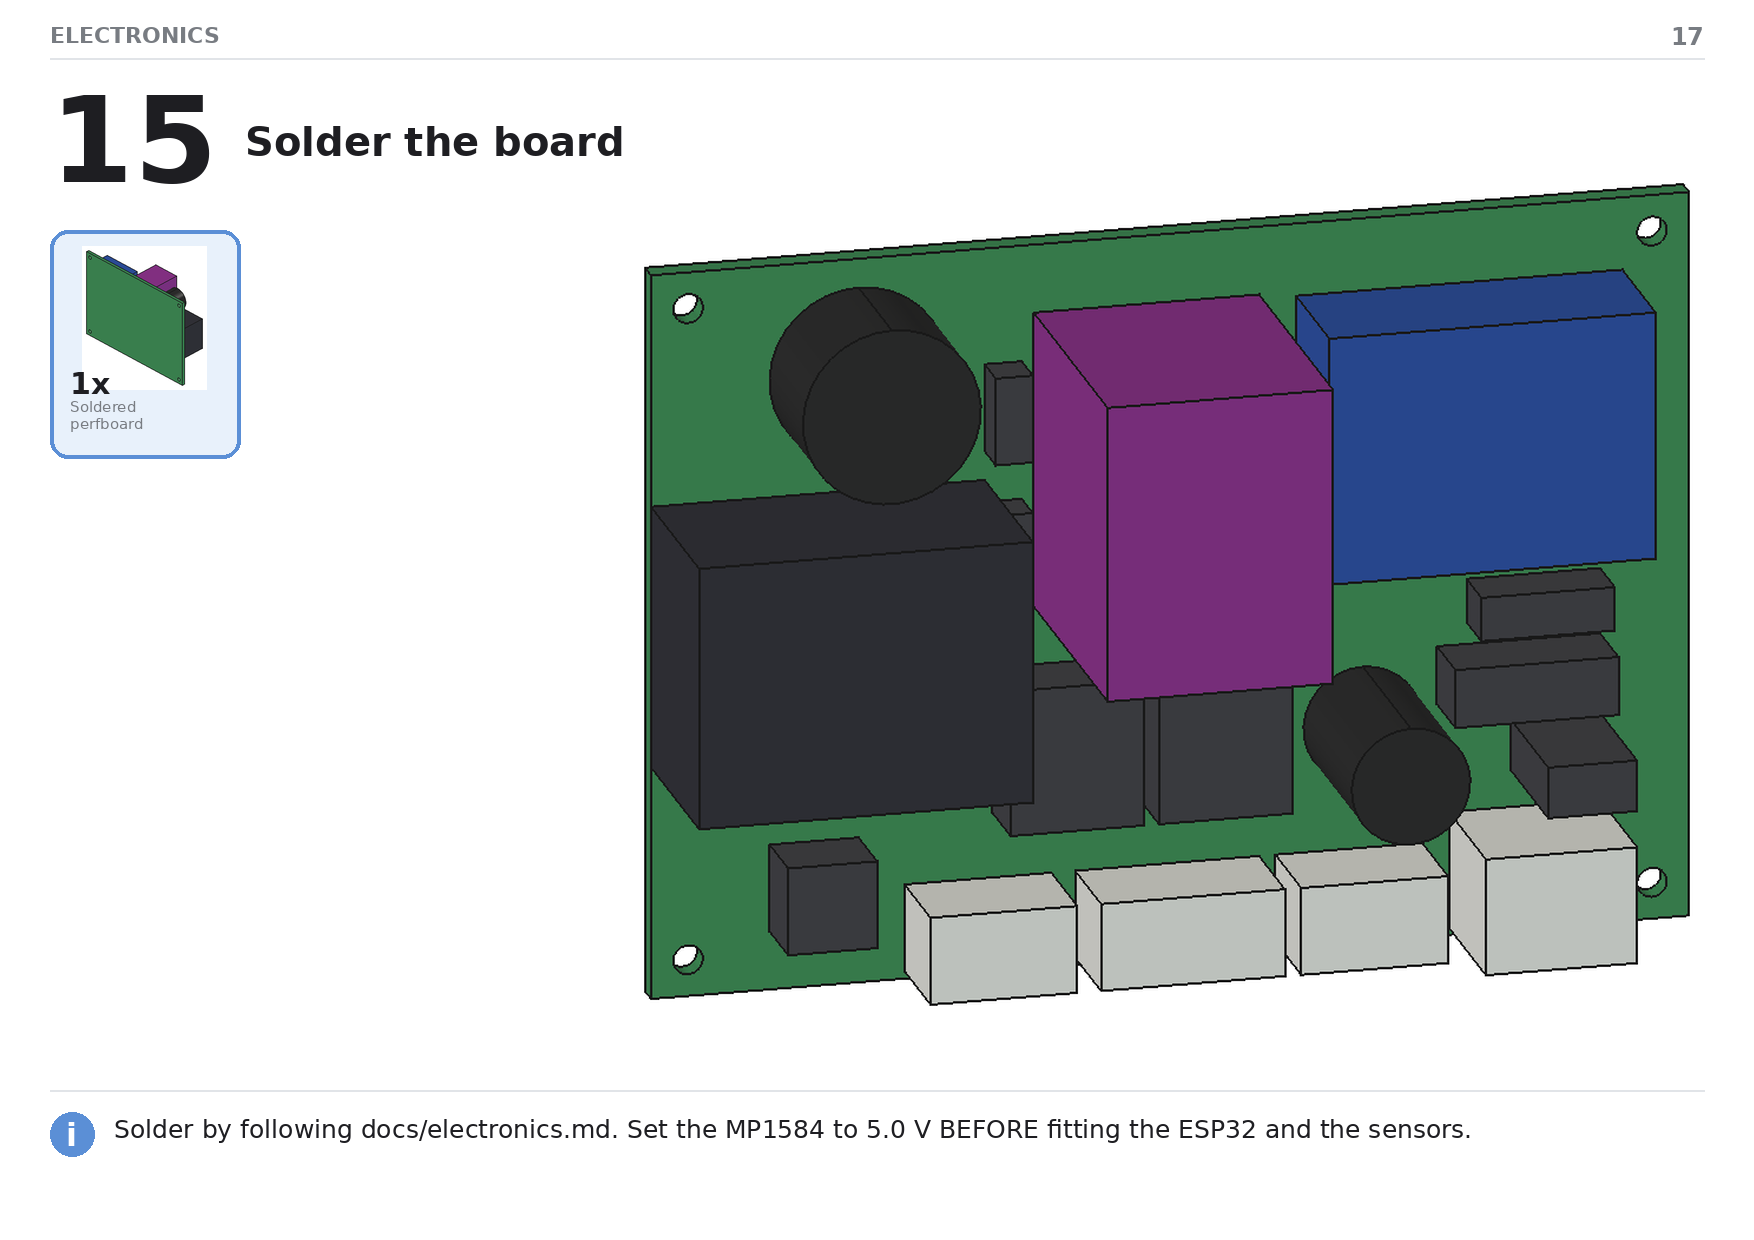 ELECTRONICS
17
15 Solder the board
1x
Soldered
perfboard
i Solder by following docs/electronics.md. Set the MP1584 to 5.0 V BEFORE fitting the ESP32 and the sensors.